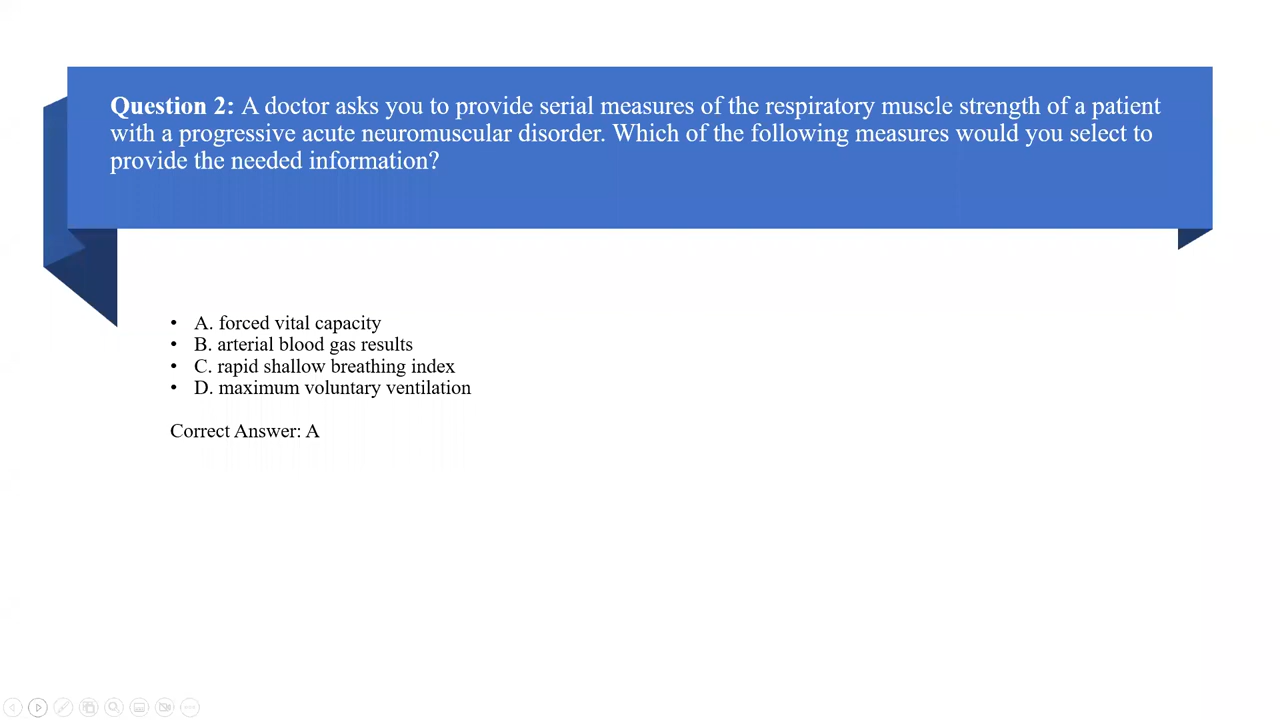 Question 2: A doctor asks you to provide serial measures of the respiratory muscle strength of a patient
with a progressive acute neuromuscular disorder. Which of the following measures would you select to
provide the needed information?
• A. forced vital capacity
• B. arterial blood gas results
• C. rapid shallow breathing index
• D. maximum voluntary ventilation
Correct Answer: A